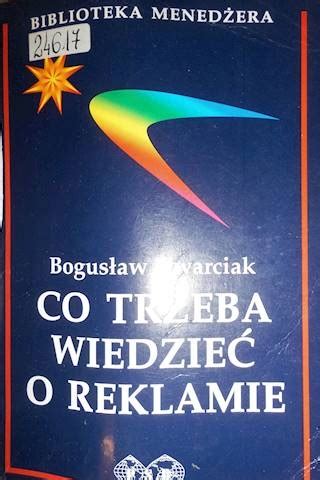 BIBLIOTEKA MENEDŻERA
246.17
Bogusław
CO TRZEBA
WIEDZIEĆ
O REKLAMIE